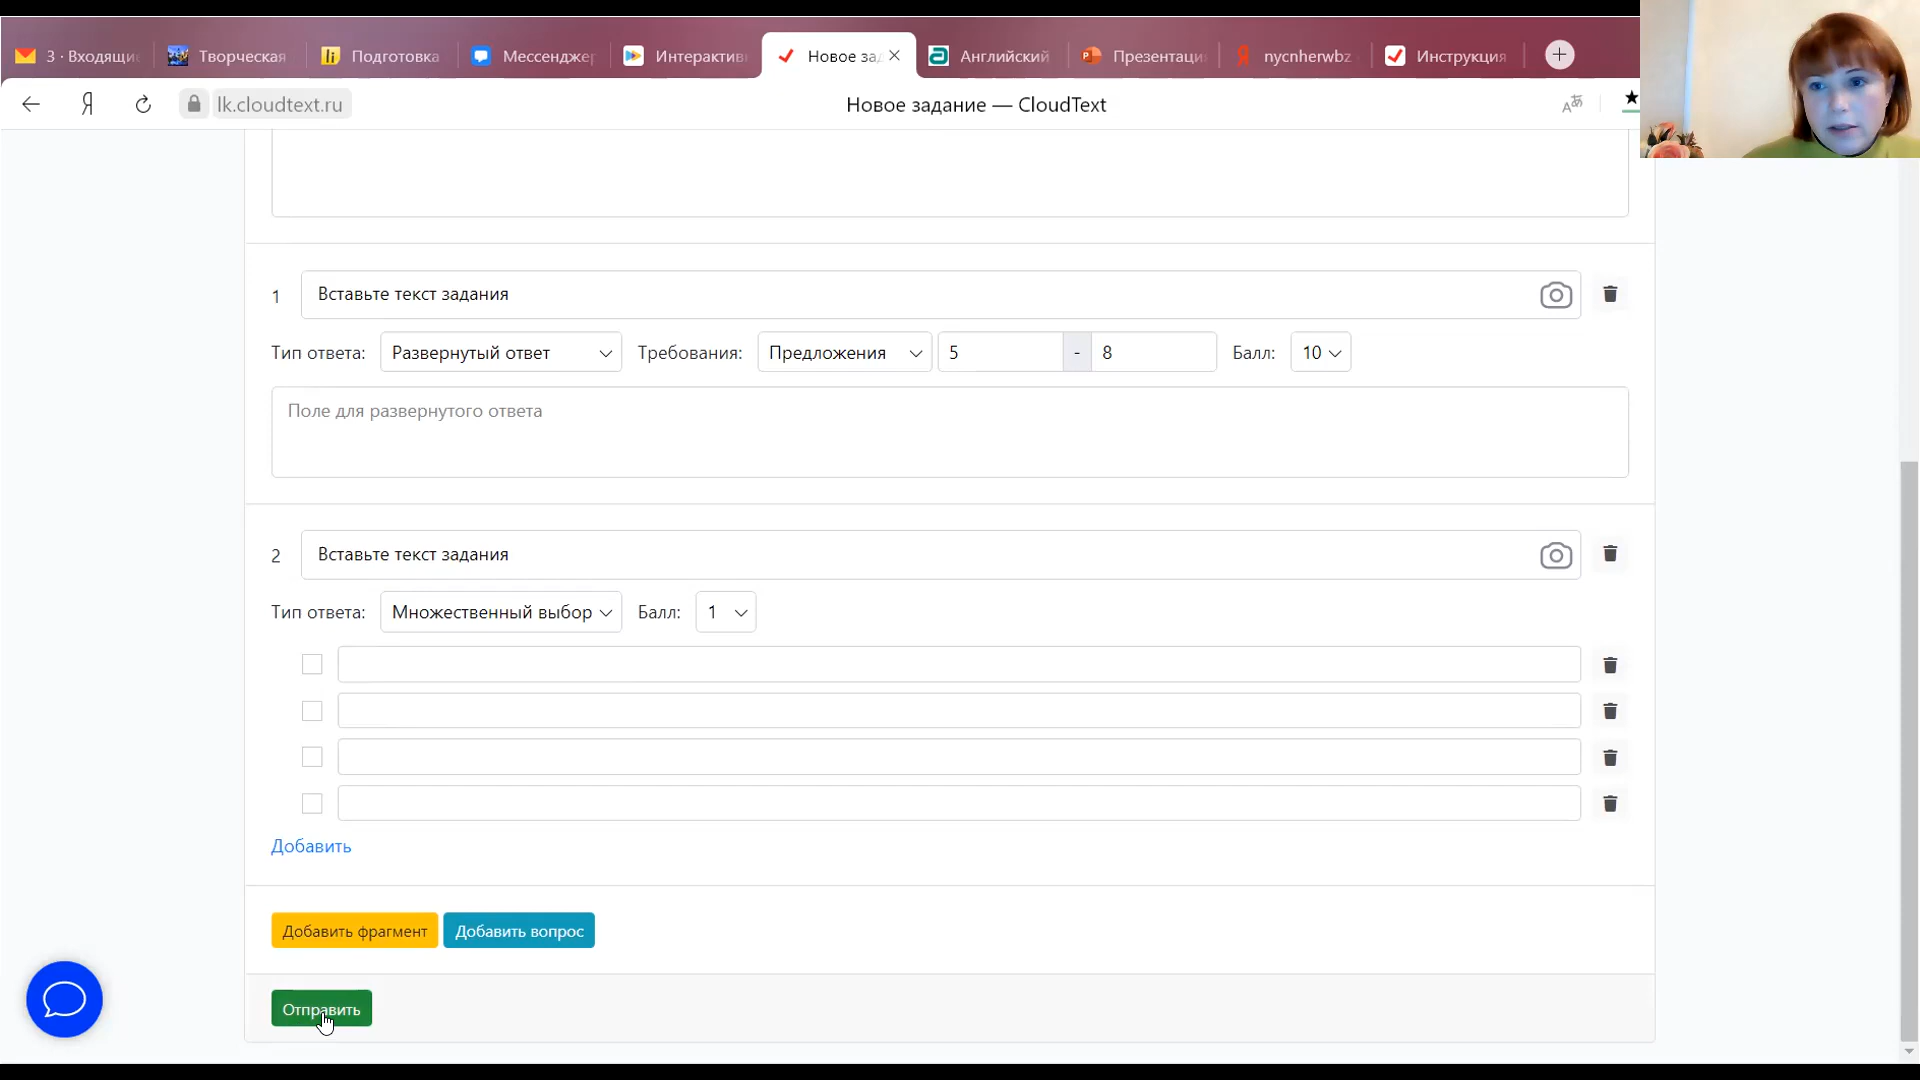 3 · Входящи
Творческая
Подготовка
Мессенджер
Интерактив
Новое за
Английский
Презентаци
nycnherwbz
Инструкция
Я
lk.cloudtext.ru
Новое задание — CloudText
1
Вставьте текст задания
Тип ответа: Развернутый ответ Требования: Предложения 5 - 8 Балл: 10
Поле для развернутого ответа
2
Вставьте текст задания
Тип ответа: Множественный выбор Балл: 1
Добавить
Добавить фрагмент Добавить вопрос
Отправить